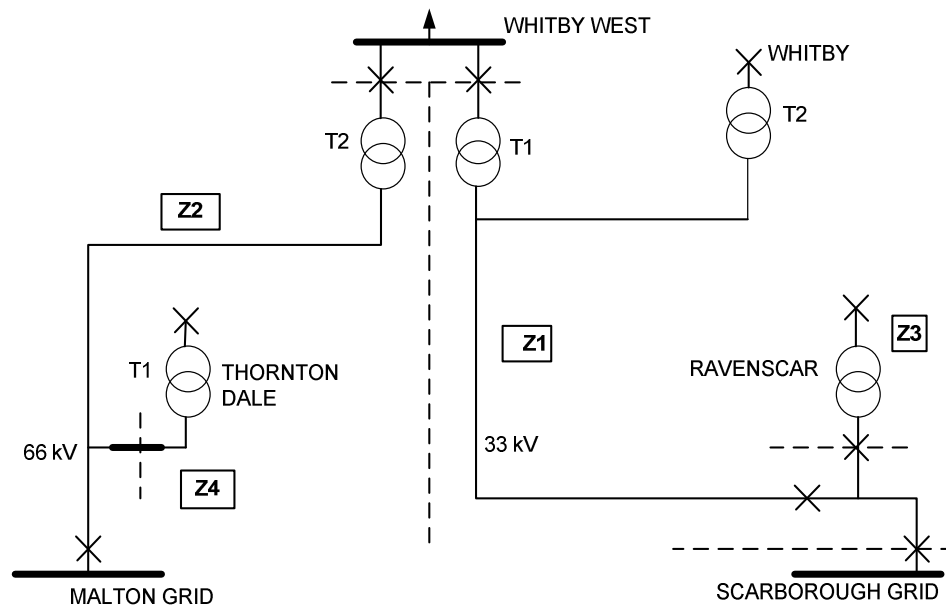 WHITBY WEST
WHITBY
T2
T1
T2
Z2
Z1
Z3
RAVENSCAR
T1
THORNTON
DALE
66 kV
33 kV
Z4
MALTON GRID
SCARBOROUGH GRID